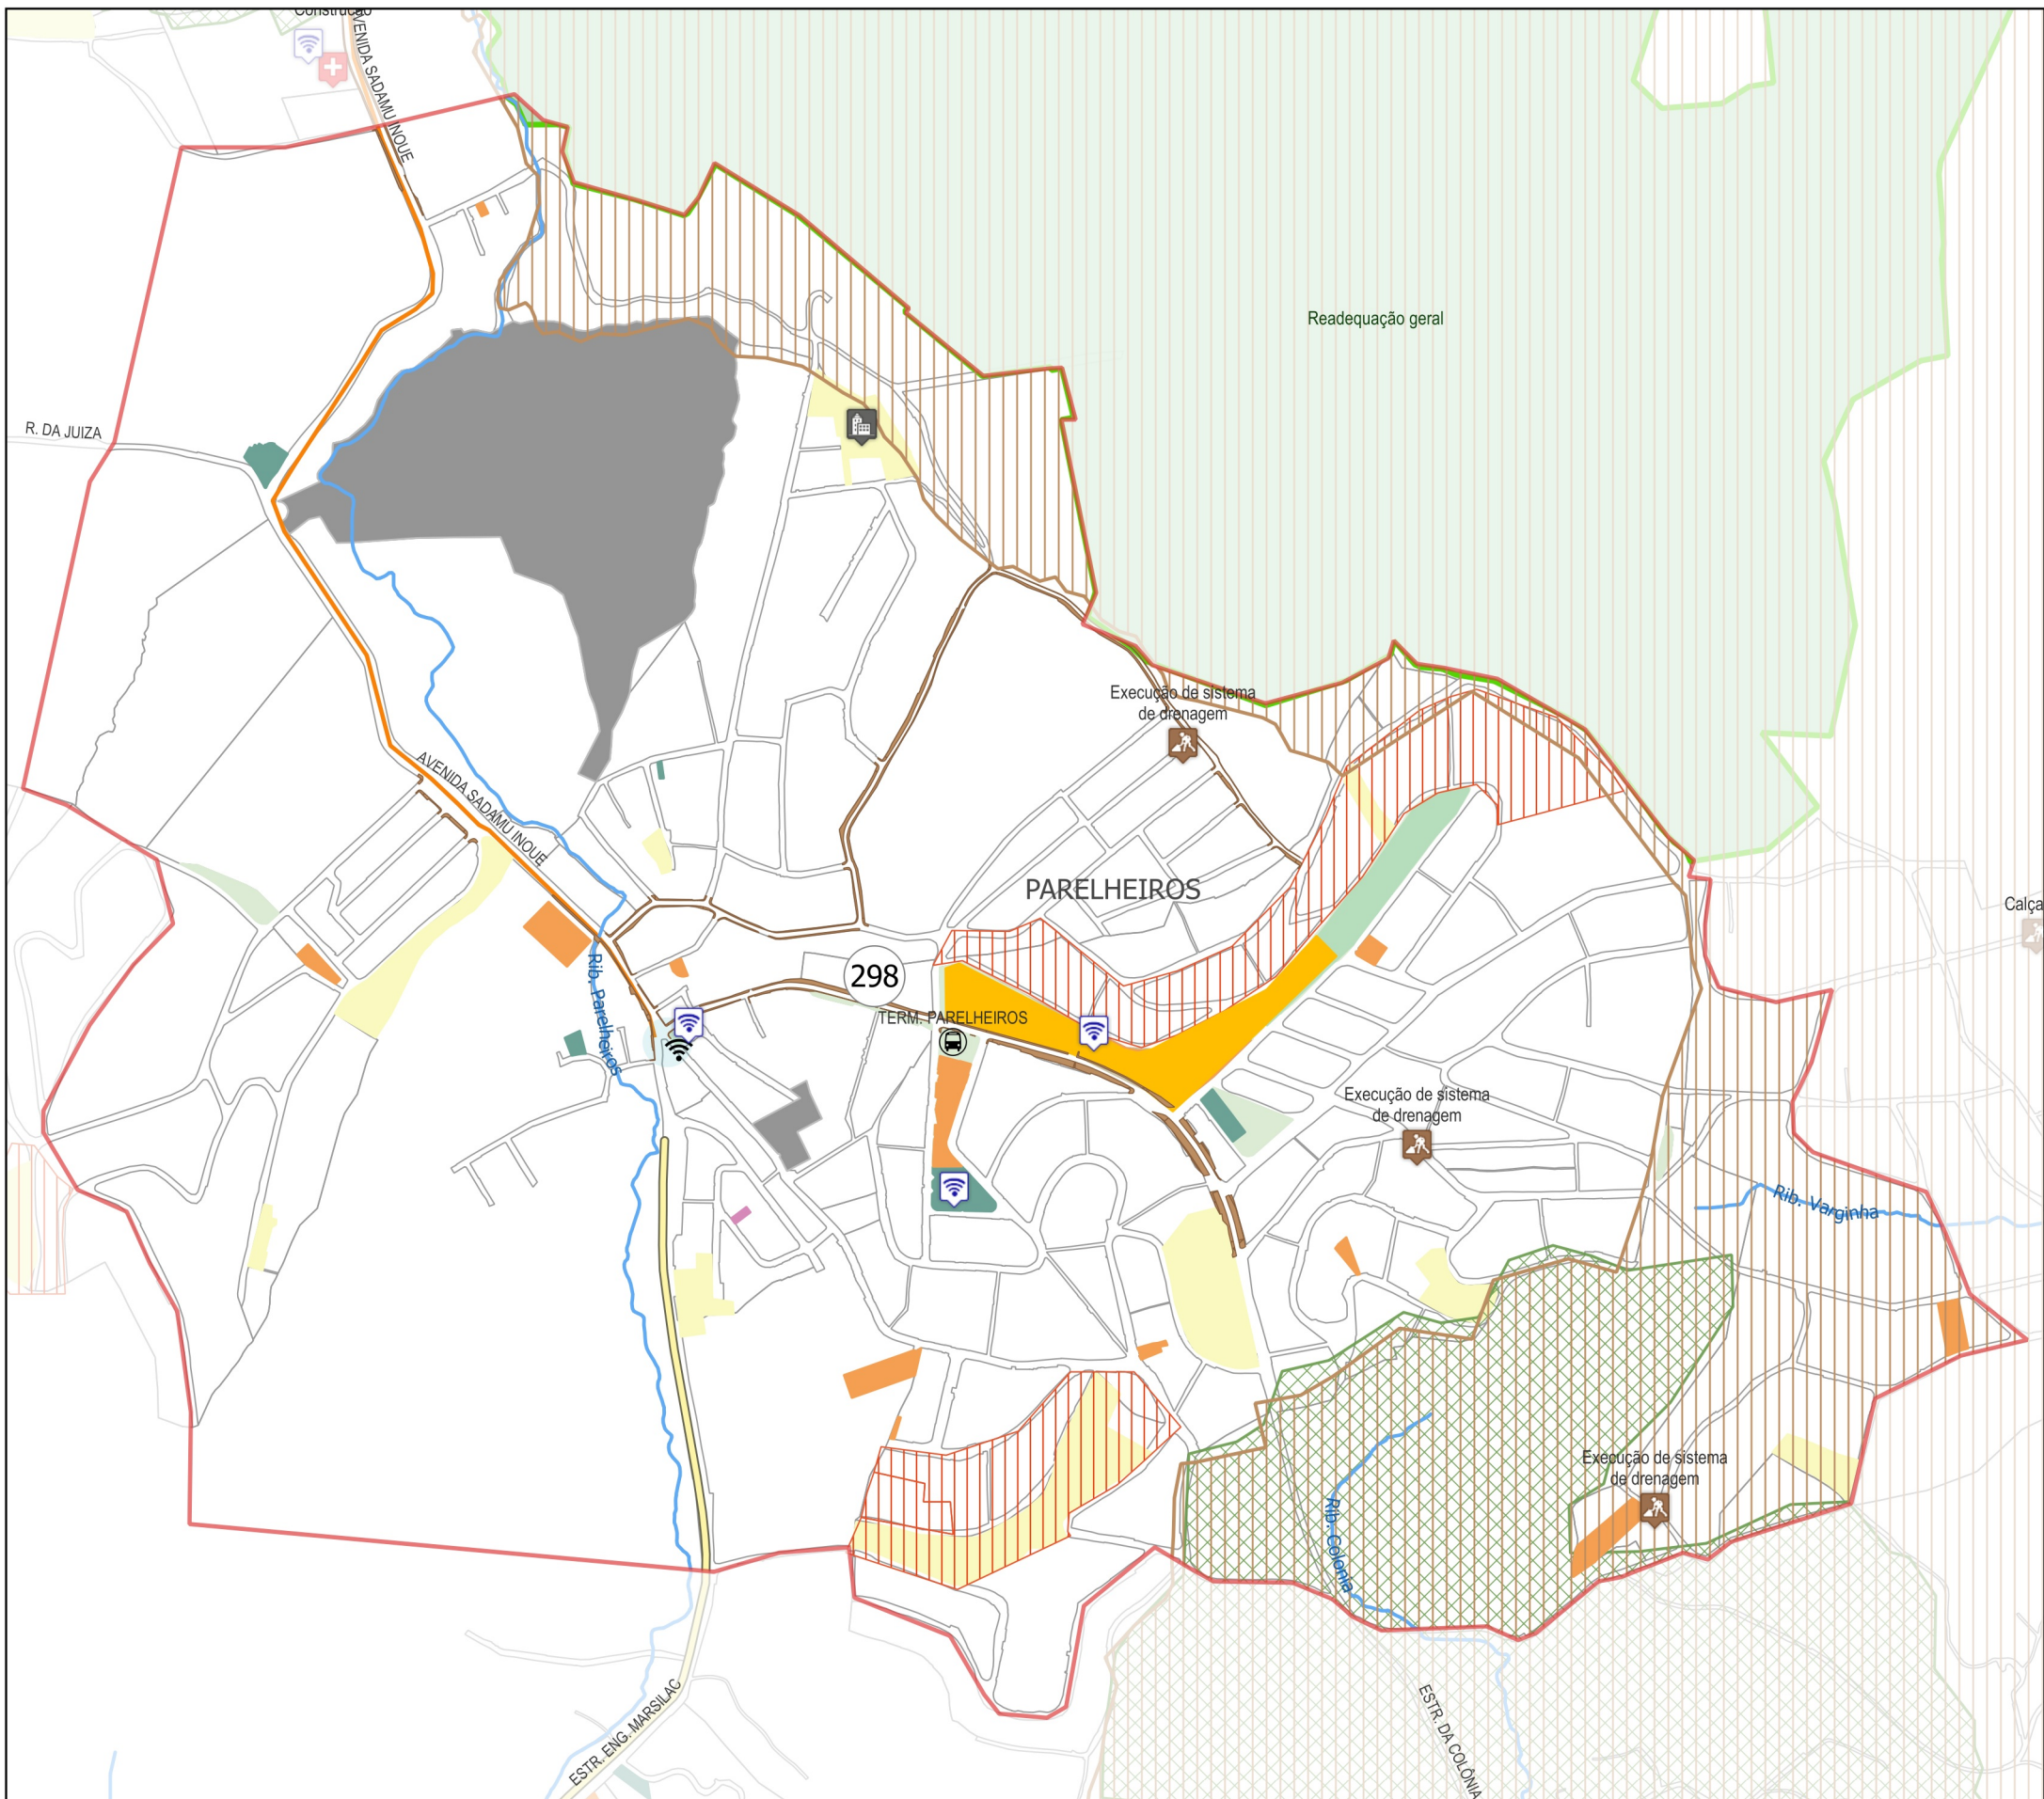 Construção
AVENIDA SADAMU INOUE
Readequação geral
R. DA JUIZA
Execução de sistema
de drenagem
AVENIDA SADAMU INOUE
PARELHEIROS
Calça
298
Rib. Parelheiros
TERM. PARELHEIROS
Execução de sistema
de drenagem
Rib. Varginha
Execução de sistema
de drenagem
Rib. Colonia
ESTR. ENG. MARSILAC
ESTR. DA COLÔNIA